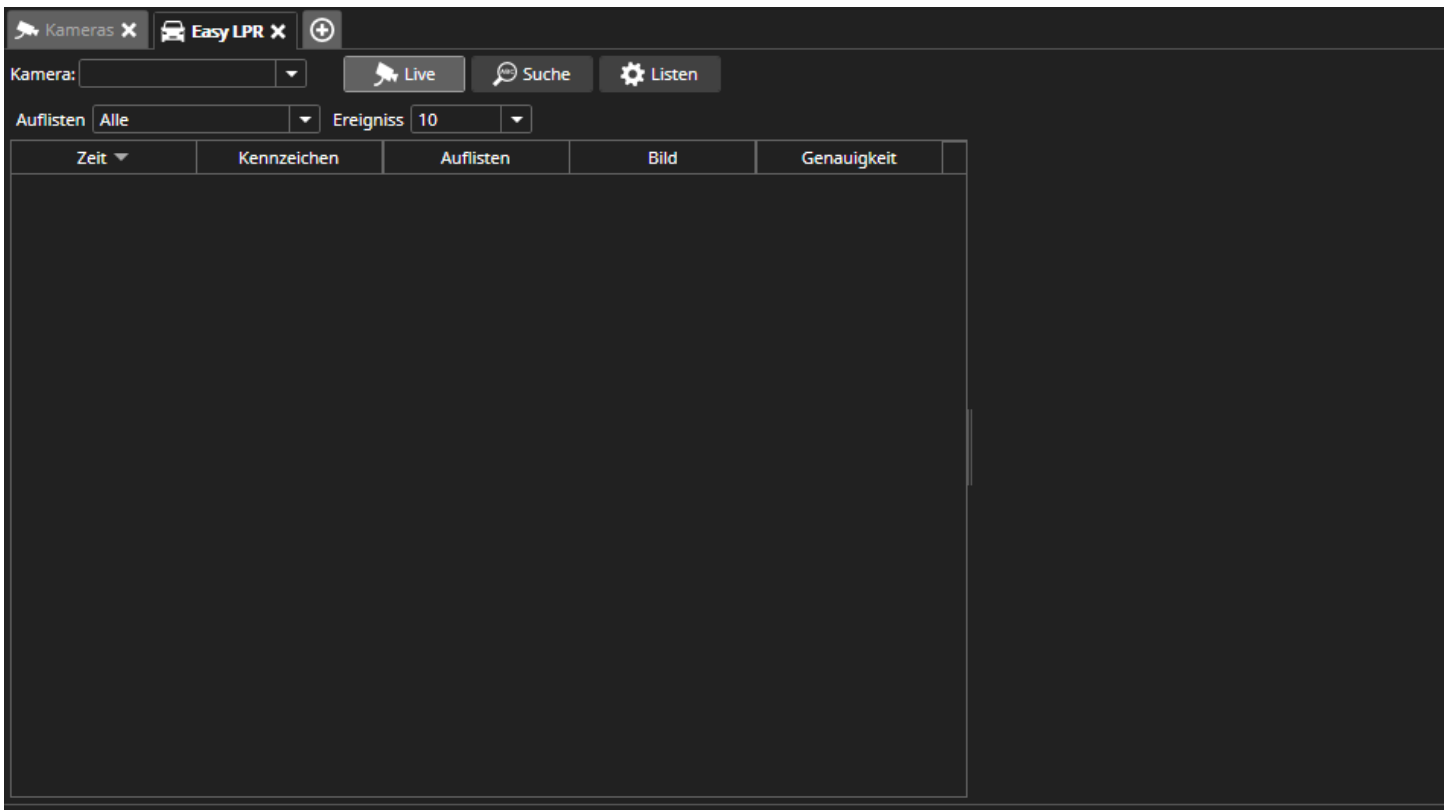 Kameras Easy LPR
Kamera: Live Suche Listen
Auflisten Alle Ereigniss 10
Zeit Kennzeichen Auflisten Bild Genauigkeit